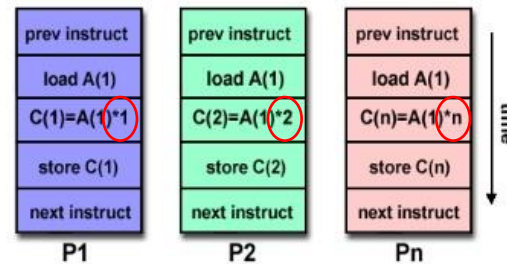 prev instruct
load A(1)
C(1)=A(1)*1
store C(1)
next instruct
P1
prev instruct
load A(1)
C(2)=A(1)*2
store C(2)
next instruct
P2
prev instruct
load A(1)
C(n)=A(1)*n
store C(n)
next instruct
Pn
time